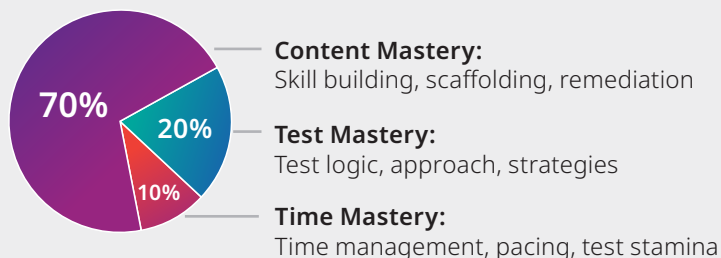 70%
20%
10%
Content Mastery:
Skill building, scaffolding, remediation
Test Mastery:
Test logic, approach, strategies
Time Mastery:
Time management, pacing, test stamina